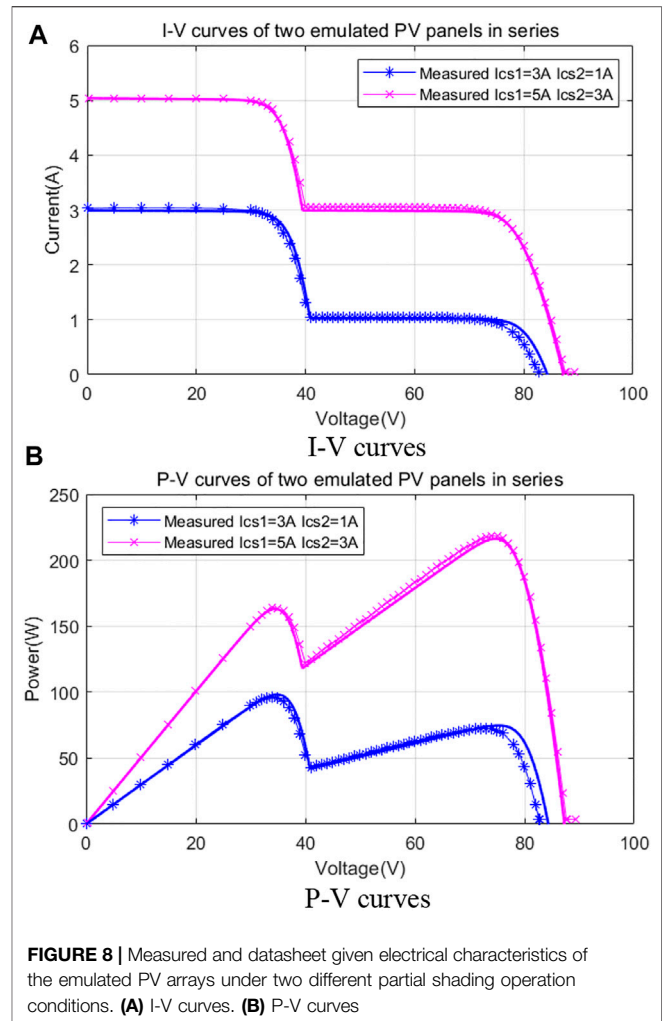 A
I-V curves of two emulated PV panels in series
6
5
4
3
2
1
0
Current(A)
Measured Ics1=3A Ics2=1A
Measured Ics1=5A Ics2=3A
0 20 40 60 80 100
Voltage(V)
I-V curves
B
P-V curves of two emulated PV panels in series
250
200
150
100
50
0
Power(W)
Measured Ics1=3A Ics2=1A
Measured Ics1=5A Ics2=3A
0 20 40 60 80 100
Voltage(V)
P-V curves
FIGURE 8 | Measured and datasheet given electrical characteristics of
the emulated PV arrays under two different partial shading operation
conditions. (A) I-V curves. (B) P-V curves